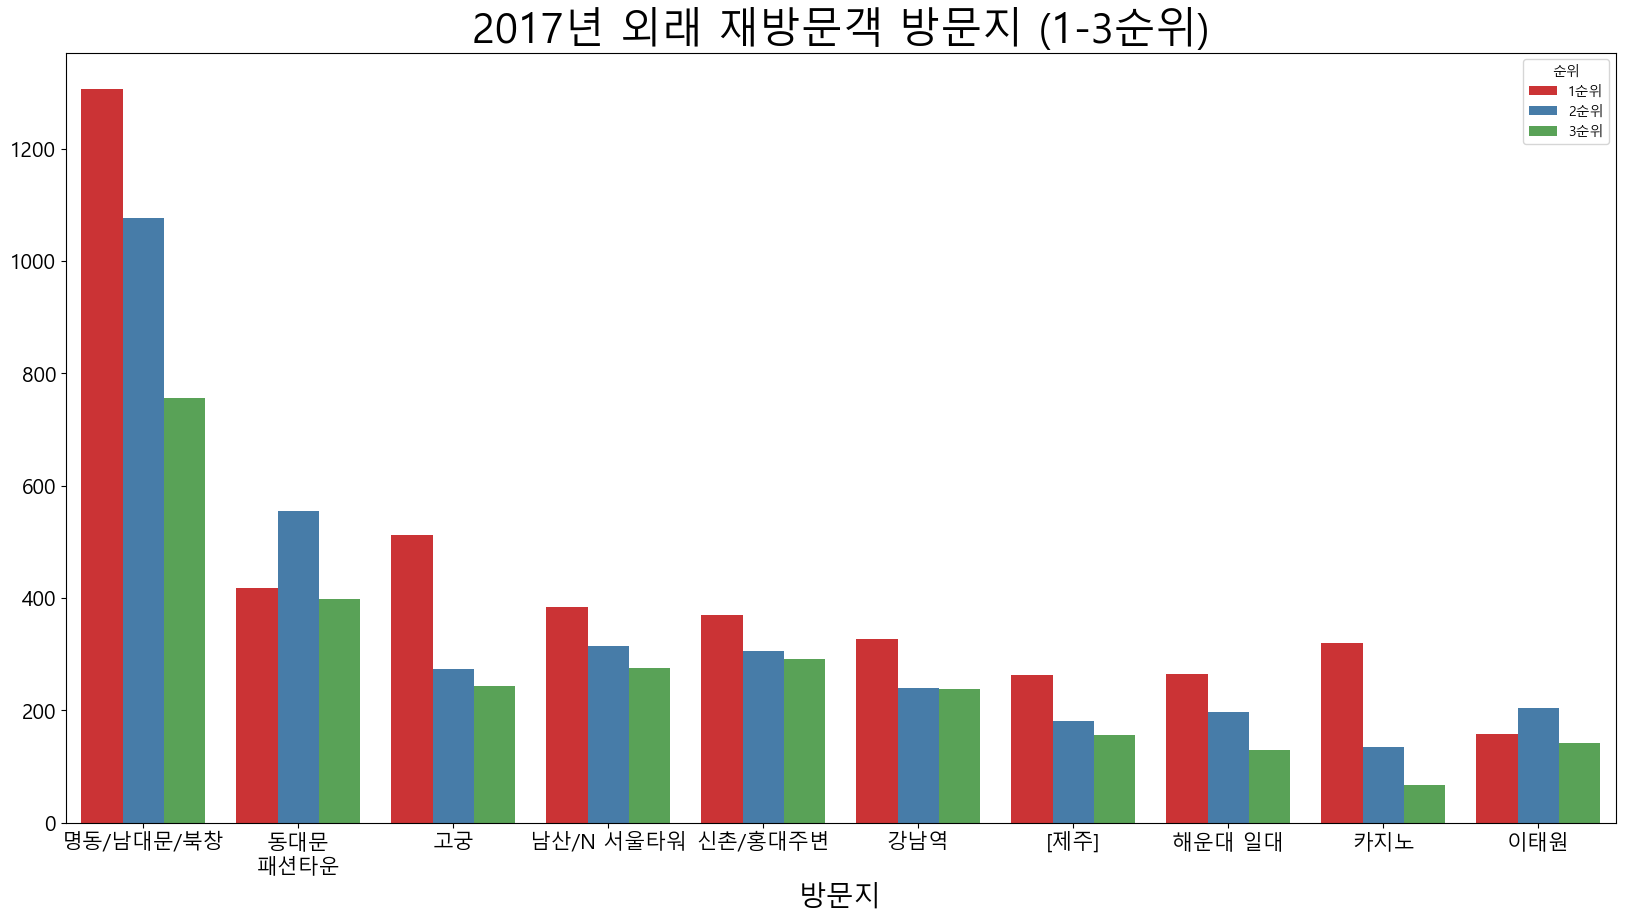 2017년 외래 재방문객 방문지 (1-3순위)
순위
1순위
2순위
3순위
1200
1000
800
600
400
200
0
명동/남대문/북창
동대문
패션타운
고궁
남산/N 서울타워
신촌/홍대주변
강남역
[제주]
해운대 일대
카지노
이태원
방문지